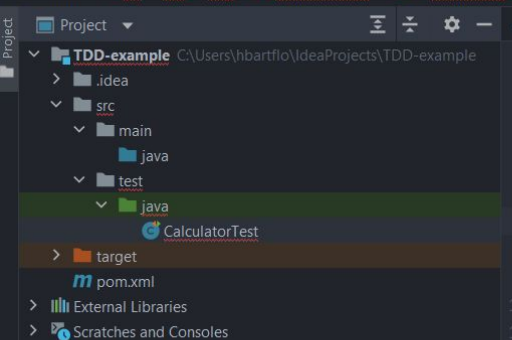 Project
Project
TDD-example C:\Users\hbartflo\IdeaProjects\TDD-example
.idea
src
main
java
test
java
CalculatorTest
target
pom.xml
External Libraries
Scratches and Consoles